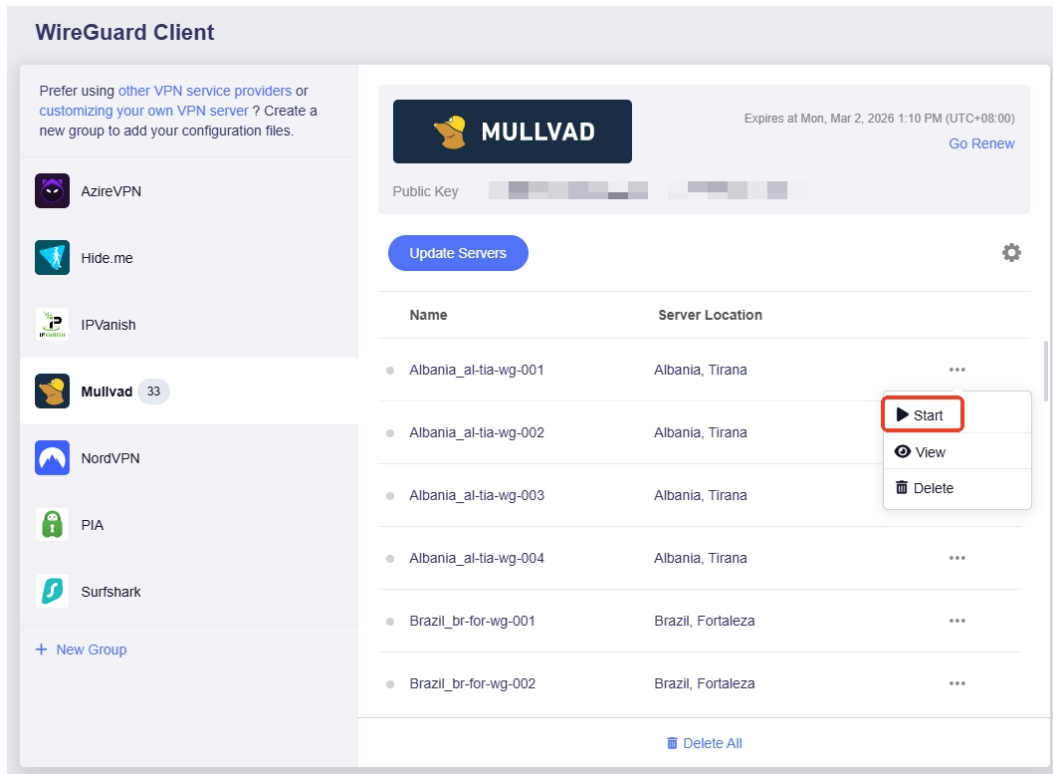 WireGuard Client
Prefer using other VPN service providers or
customizing your own VPN server ? Create a
new group to add your configuration files.
AzireVPN
Hide.me
IPVanish
Mullvad 33
NordVPN
PIA
Surfshark
+ New Group
MULLVAD
Expires at Mon, Mar 2, 2026 1:10 PM (UTC+08:00)
Go Renew
Public Key
Update Servers
Name Server Location
Albania_al-tia-wg-001 Albania, Tirana
Start
View
Delete
Albania_al-tia-wg-002 Albania, Tirana
Albania_al-tia-wg-003 Albania, Tirana
Albania_al-tia-wg-004 Albania, Tirana
Brazil_br-for-wg-001 Brazil, Fortaleza
Brazil_br-for-wg-002 Brazil, Fortaleza
Delete All